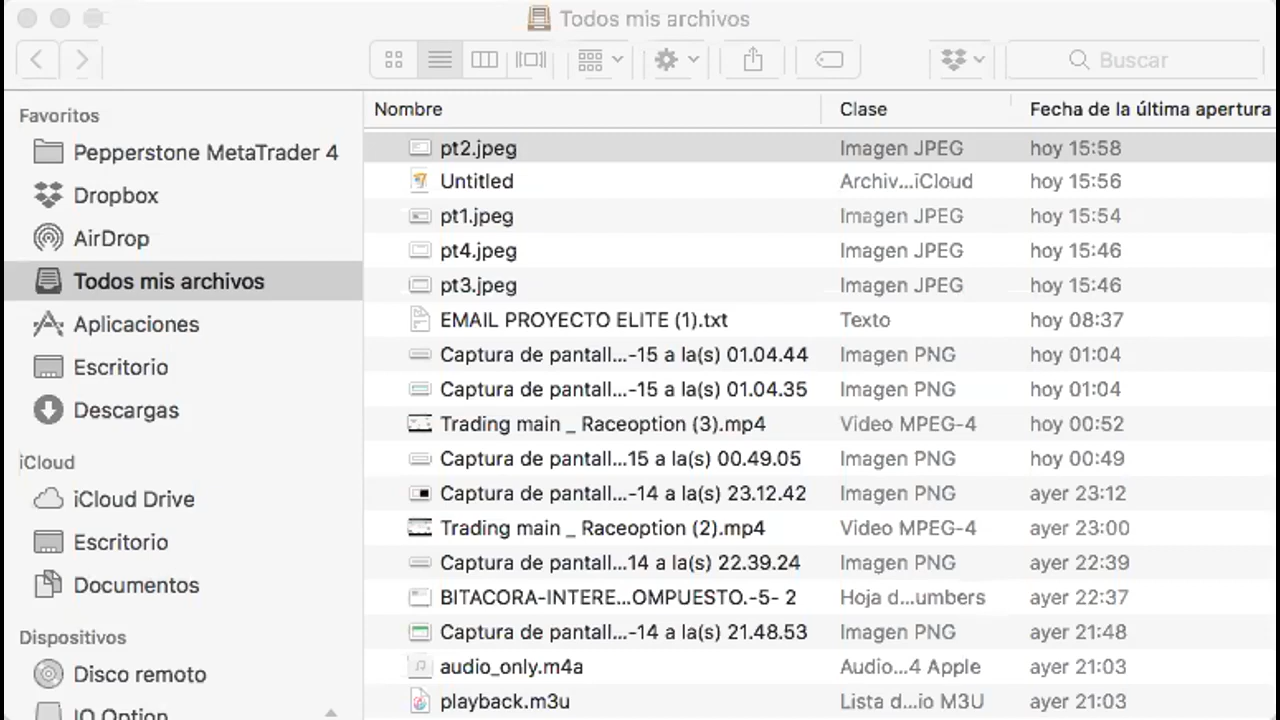 Todos mis archivos
Buscar
Favoritos
Pepperstone MetaTrader 4
Dropbox
AirDrop
Todos mis archivos
Aplicaciones
Escritorio
Descargas
iCloud
iCloud Drive
Escritorio
Documentos
Dispositivos
Disco remoto
IQ Option
Nombre Clase Fecha de la última apertura
pt2.jpeg Imagen JPEG hoy 15:58
Untitled Archiv...iCloud hoy 15:56
pt1.jpeg Imagen JPEG hoy 15:54
pt4.jpeg Imagen JPEG hoy 15:46
pt3.jpeg Imagen JPEG hoy 15:46
EMAIL PROYECTO ELITE (1).txt Texto hoy 08:37
Captura de pantall...-15 a la(s) 01.04.44 Imagen PNG hoy 01:04
Captura de pantall...-15 a la(s) 01.04.35 Imagen PNG hoy 01:04
Trading main _ Raceoption (3).mp4 Video MPEG-4 hoy 00:52
Captura de pantall...15 a la(s) 00.49.05 Imagen PNG hoy 00:49
Captura de pantall...-14 a la(s) 23.12.42 Imagen PNG ayer 23:12
Trading main _ Raceoption (2).mp4 Video MPEG-4 ayer 23:00
Captura de pantall...14 a la(s) 22.39.24 Imagen PNG ayer 22:39
BITACORA-INTERE...OMPUESTO.-5- 2 Hoja d...umbers ayer 22:37
Captura de pantall...-14 a la(s) 21.48.53 Imagen PNG ayer 21:48
audio_only.m4a Audio...4 Apple ayer 21:03
playback.m3u Lista d...io M3U ayer 21:03